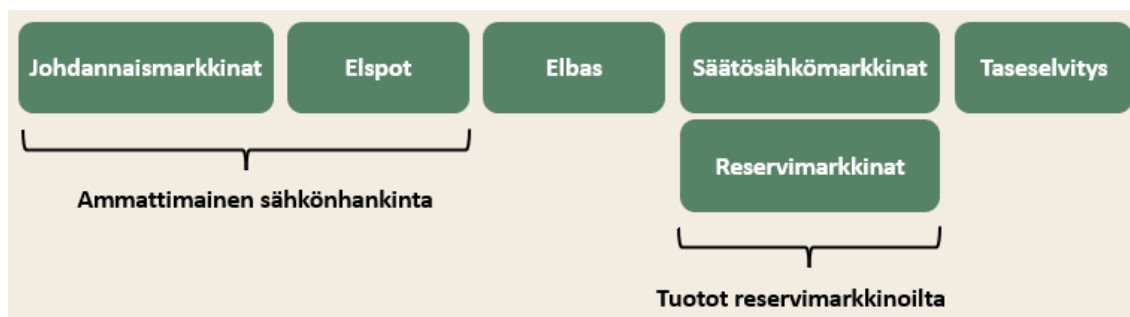 Johdannaismarkkinat
Elspot
Elbas
Säätösähkömarkkinat
Taseselvitys
Reservimarkkinat
Ammattimainen sähkönhankinta
Tuotot reservimarkkinoilta